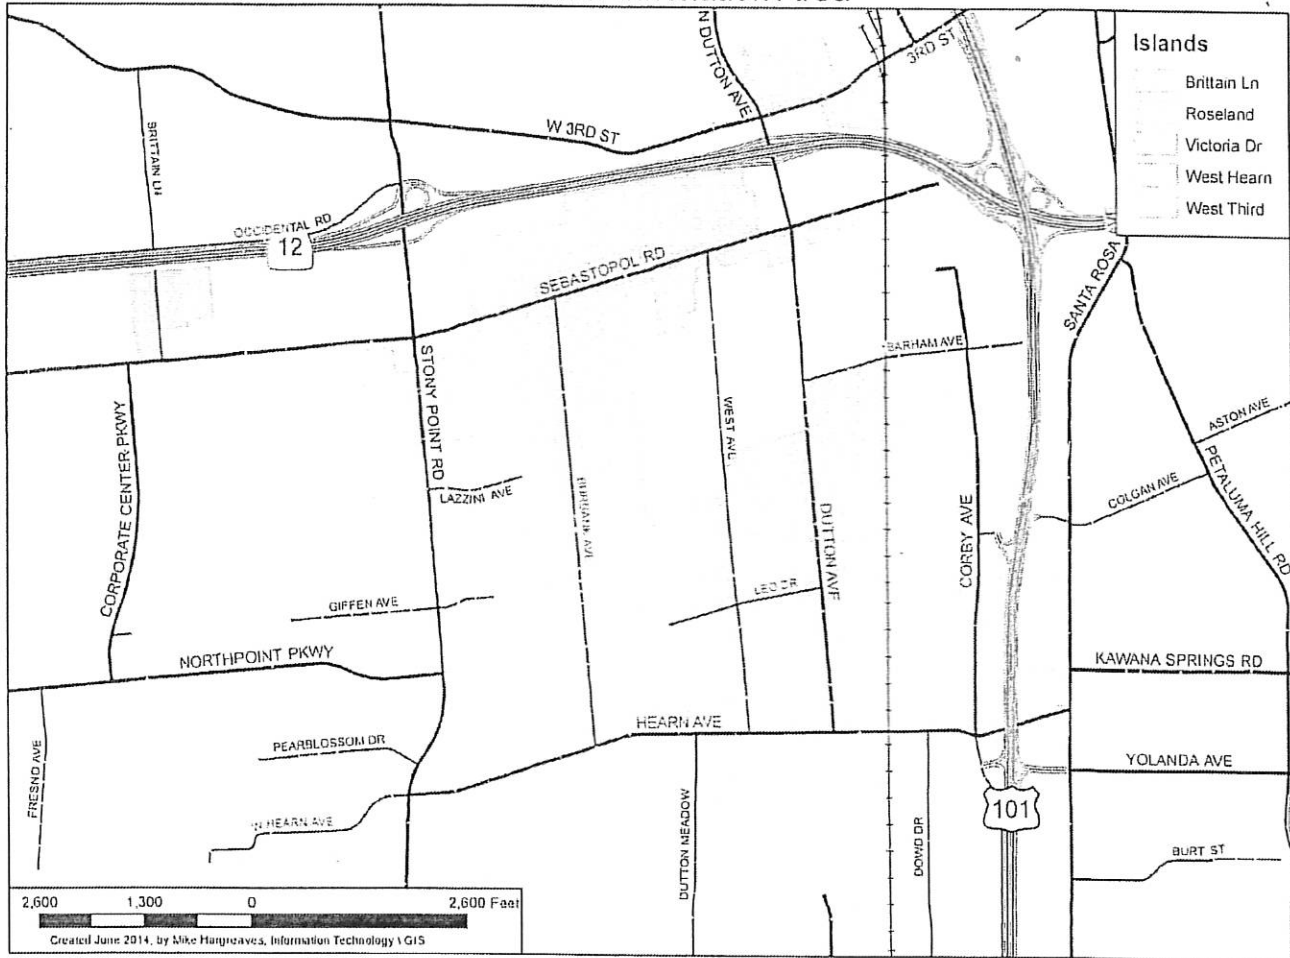 N DUTTON AVE
3RD ST
Islands
Brittain Ln
Roseland
Victoria Dr
West Hearn
West Third
BRITTAIN LN
W 3RD ST
OCCIDENTAL RD
12
SEBASTOPOL RD
SANTA ROSA
STONY POINT RD
BARHAM AVE
CORPORATE CENTER PKWY
WEST AVE
ASTON AVE
LAZZINI AVE
BURBANK AVE
DUTTON AVE
CORBY AVE
COLGAN AVE
PETALUMA HILL RD
GIFFEN AVE
LEO DR
NORTHPOINT PKWY
KAWANA SPRINGS RD
HEARN AVE
FRESNO AVE
PEARBLOSSOM DR
YOLANDA AVE
W HEARN AVE
DUTTON MEADOW
DOWD DR
101
BURT ST
2,600 1,300 0 2,600 Feet
Created June 2014, by Mike Hargreaves, Information Technology \ GIS